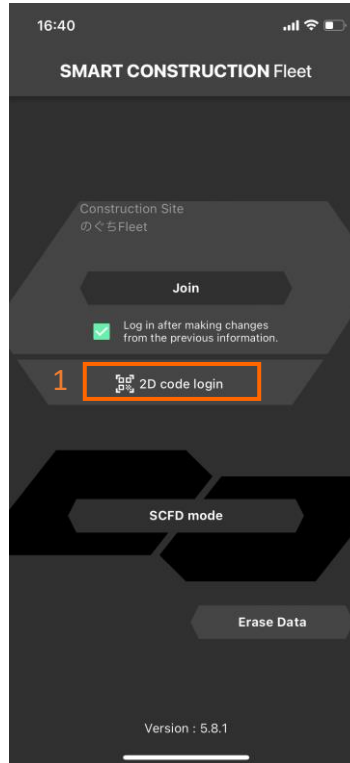 16:40
SMART CONSTRUCTION Fleet
Construction Site
のぐちFleet
Join
Log in after making changes
from the previous information.
1
2D code login
SCFD mode
Erase Data
Version : 5.8.1